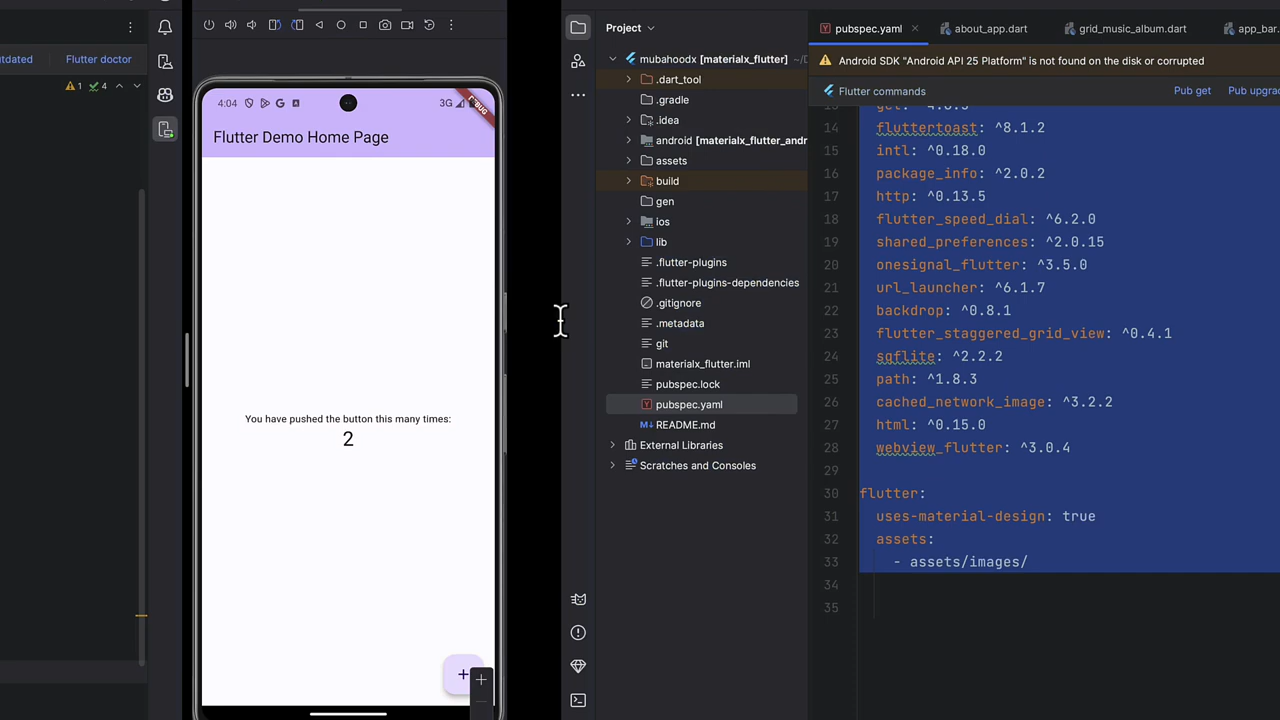 utdated
Flutter doctor
1
4
4:04
3G
DEBUG
Flutter Demo Home Page
You have pushed the button this many times:
2
+
+
Project
mubahoodx [materialx_flutter]
.dart_tool
.gradle
.idea
android [materialx_flutter_andr
assets
build
gen
ios
lib
.flutter-plugins
.flutter-plugins-dependencies
.gitignore
.metadata
git
materialx_flutter.iml
pubspec.lock
pubspec.yaml
README.md
External Libraries
Scratches and Consoles
pubspec.yaml
about_app.dart
grid_music_album.dart
app_bar.
Android SDK "Android API 25 Platform" is not found on the disk or corrupted
Flutter commands
Pub get
Pub upgra
14 fluttertoast: ^8.1.2
15 intl: ^0.18.0
16 package_info: ^2.0.2
17 http: ^0.13.5
18 flutter_speed_dial: ^6.2.0
19 shared_preferences: ^2.0.15
20 onesignal_flutter: ^3.5.0
21 url_launcher: ^6.1.7
22 backdrop: ^0.8.1
23 flutter_staggered_grid_view: ^0.4.1
24 sqflite: ^2.2.2
25 path: ^1.8.3
26 cached_network_image: ^3.2.2
27 html: ^0.15.0
28 webview_flutter: ^3.0.4
29
30 flutter:
31 uses-material-design: true
32 assets:
33 - assets/images/
34
35